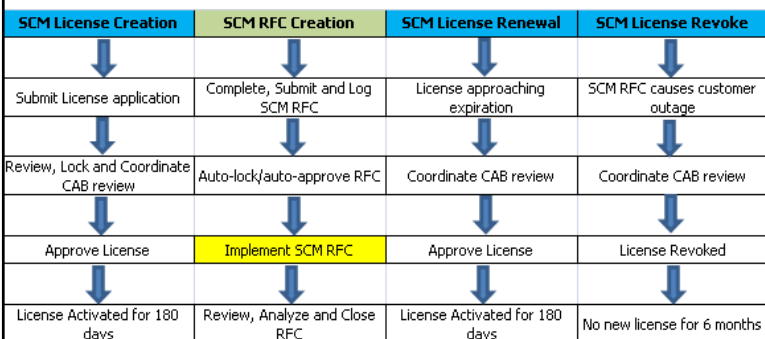 SCM License Creation
SCM RFC Creation
SCM License Renewal
SCM License Revoke
Submit License application
Complete, Submit and Log
SCM RFC
License approaching
expiration
SCM RFC causes customer
outage
Review, Lock and Coordinate
CAB review
Auto-lock/auto-approve RFC
Coordinate CAB review
Coordinate CAB review
Approve License
Implement SCM RFC
Approve License
License Revoked
License Activated for 180
days
Review, Analyze and Close
RFC
License Activated for 180
days
No new license for 6 months